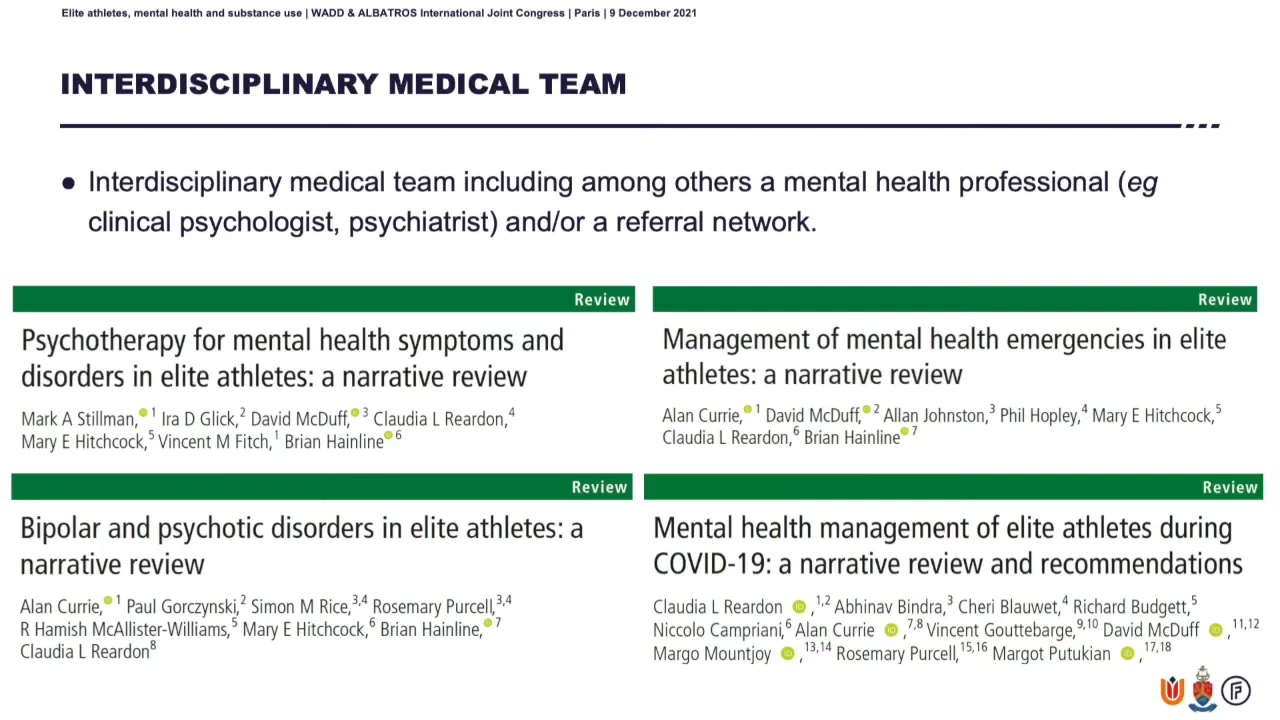 Elite athletes, mental health and substance use | WADD & ALBATROS International Joint Congress | Paris | 9 December 2021
INTERDISCIPLINARY MEDICAL TEAM
● Interdisciplinary medical team including among others a mental health professional (eg
clinical psychologist, psychiatrist) and/or a referral network.
Review
Psychotherapy for mental health symptoms and
disorders in elite athletes: a narrative review
Mark A Stillman, 1 Ira D Glick,2 David McDuff, 3 Claudia L Reardon,4
Mary E Hitchcock,5 Vincent M Fitch,1 Brian Hainline 6
Review
Management of mental health emergencies in elite
athletes: a narrative review
Alan Currie, 1 David McDuff, 2 Allan Johnston,3 Phil Hopley,4 Mary E Hitchcock,5
Claudia L Reardon,6 Brian Hainline 7
Review
Bipolar and psychotic disorders in elite athletes: a
narrative review
Alan Currie, 1 Paul Gorczynski,2 Simon M Rice,3,4 Rosemary Purcell,3,4
R Hamish McAllister-Williams,5 Mary E Hitchcock,6 Brian Hainline, 7
Claudia L Reardon8
Review
Mental health management of elite athletes during
COVID-19: a narrative review and recommendations
Claudia L Reardon iD ,1,2 Abhinav Bindra,3 Cheri Blauwet,4 Richard Budgett,5
Niccolo Campriani,6 Alan Currie iD ,7,8 Vincent Gouttebarge,9,10 David McDuff iD ,11,12
Margo Mountjoy iD ,13,14 Rosemary Purcell,15,16 Margot Putukian iD ,17,18